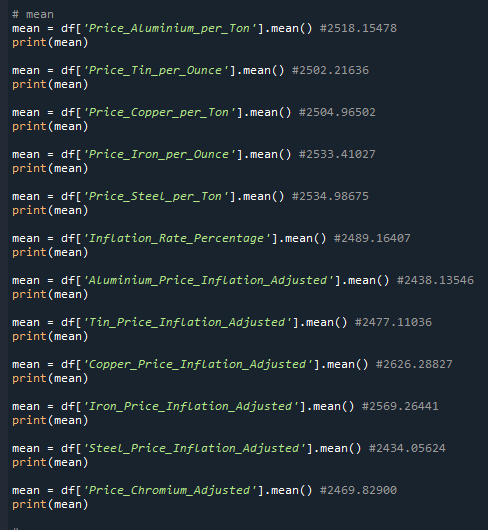 # mean
mean = df['Price_Aluminium_per_Ton'].mean() #2518.15478
print(mean)
mean = df['Price_Tin_per_Ounce'].mean() #2502.21636
print(mean)
mean = df['Price_Copper_per_Ton'].mean() #2504.96502
print(mean)
mean = df['Price_Iron_per_Ounce'].mean() #2533.41027
print(mean)
mean = df['Price_Steel_per_Ton'].mean() #2534.98675
print(mean)
mean = df['Inflation_Rate_Percentage'].mean() #2489.16407
print(mean)
mean = df['Aluminium_Price_Inflation_Adjusted'].mean() #2438.13546
print(mean)
mean = df['Tin_Price_Inflation_Adjusted'].mean() #2477.11036
print(mean)
mean = df['Copper_Price_Inflation_Adjusted'].mean() #2626.28827
print(mean)
mean = df['Iron_Price_Inflation_Adjusted'].mean() #2569.26441
print(mean)
mean = df['Steel_Price_Inflation_Adjusted'].mean() #2434.05624
print(mean)
mean = df['Price_Chromium_Adjusted'].mean() #2469.82900
print(mean)